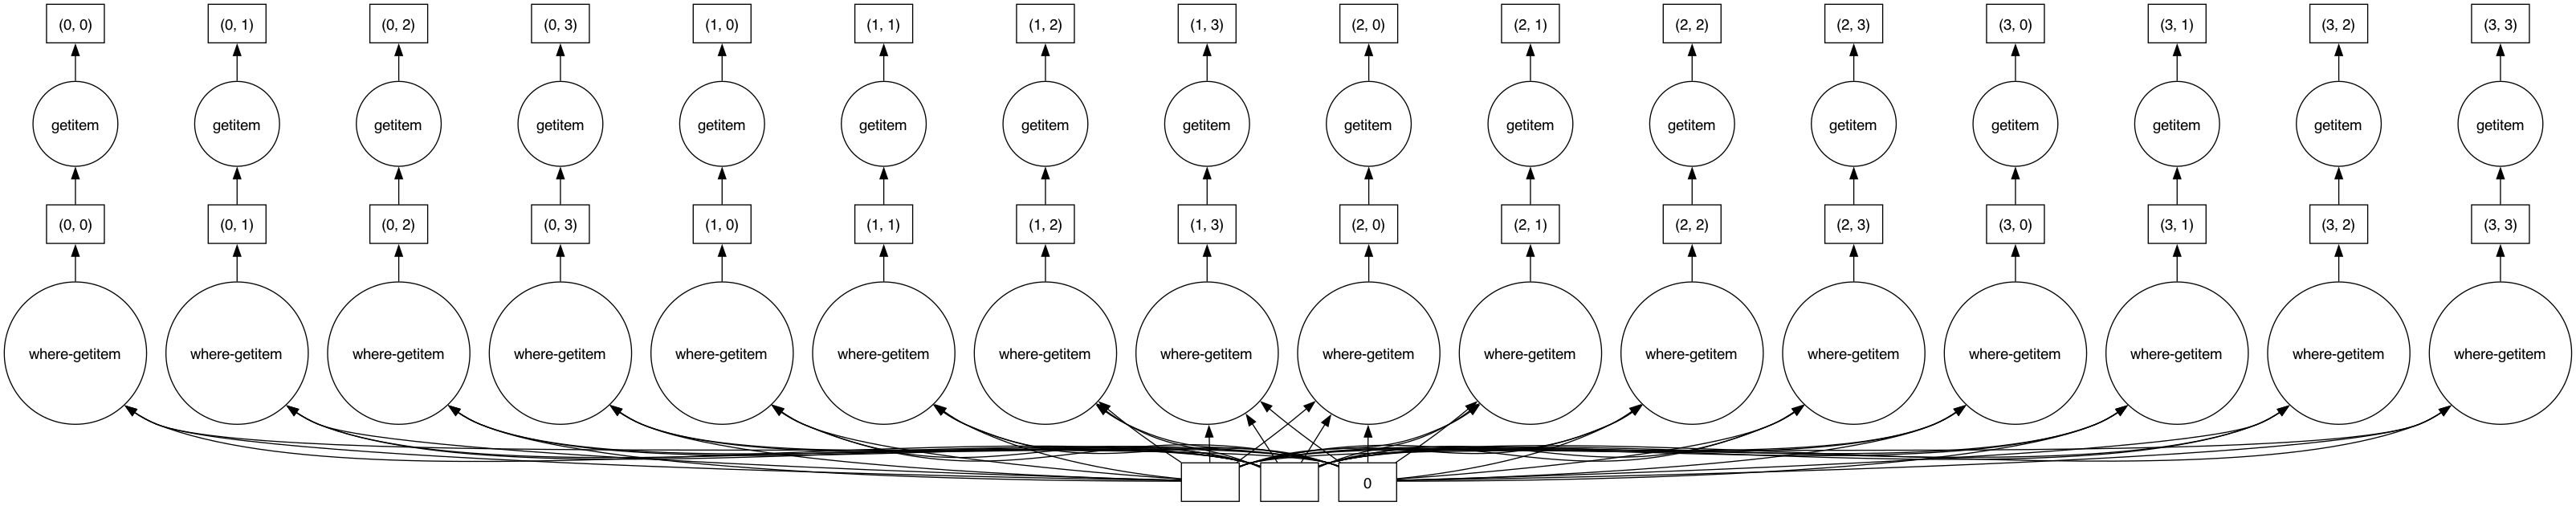 (0, 0) (0, 1) (0, 2) (0, 3) (1, 0) (1, 1) (1, 2) (1, 3) (2, 0) (2, 1) (2, 2) (2, 3) (3, 0) (3, 1) (3, 2) (3, 3)
getitem getitem getitem getitem getitem getitem getitem getitem getitem getitem getitem getitem getitem getitem getitem getitem
(0, 0) (0, 1) (0, 2) (0, 3) (1, 0) (1, 1) (1, 2) (1, 3) (2, 0) (2, 1) (2, 2) (2, 3) (3, 0) (3, 1) (3, 2) (3, 3)
where-getitem where-getitem where-getitem where-getitem where-getitem where-getitem where-getitem where-getitem where-getitem where-getitem where-getitem where-getitem where-getitem where-getitem where-getitem where-getitem
0